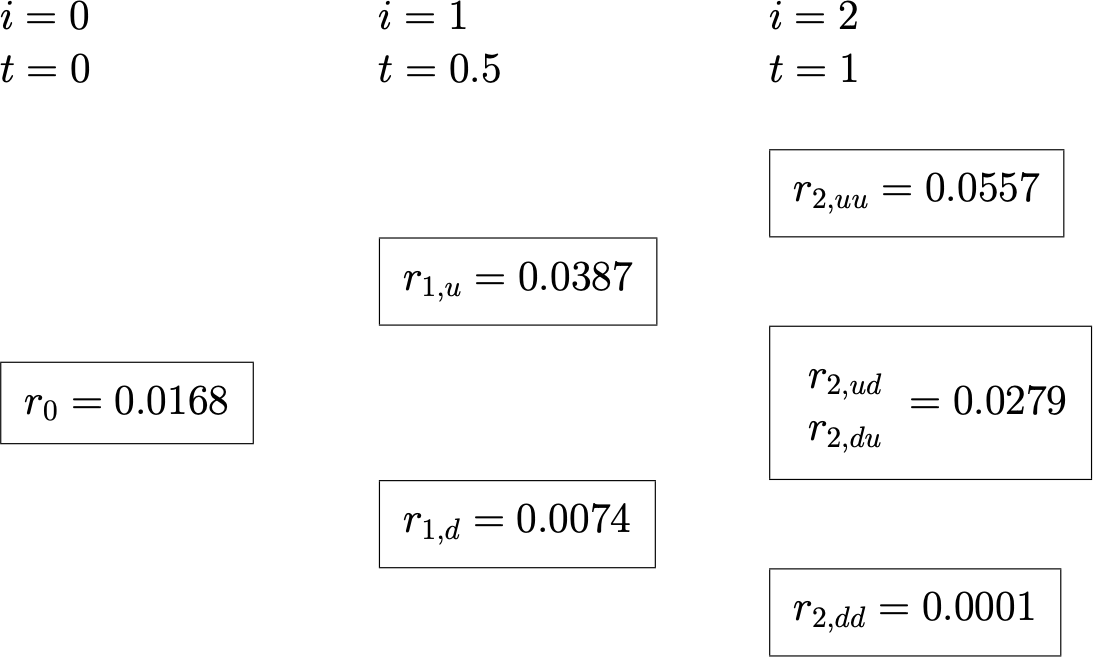 i = 0 i = 1 i = 2
t = 0 t = 0.5 t = 1
r_{2,uu} = 0.0557
r_{1,u} = 0.0387
r_{2,ud}
r_0 = 0.0168 = 0.0279
r_{2,du}
r_{1,d} = 0.0074
r_{2,dd} = 0.0001